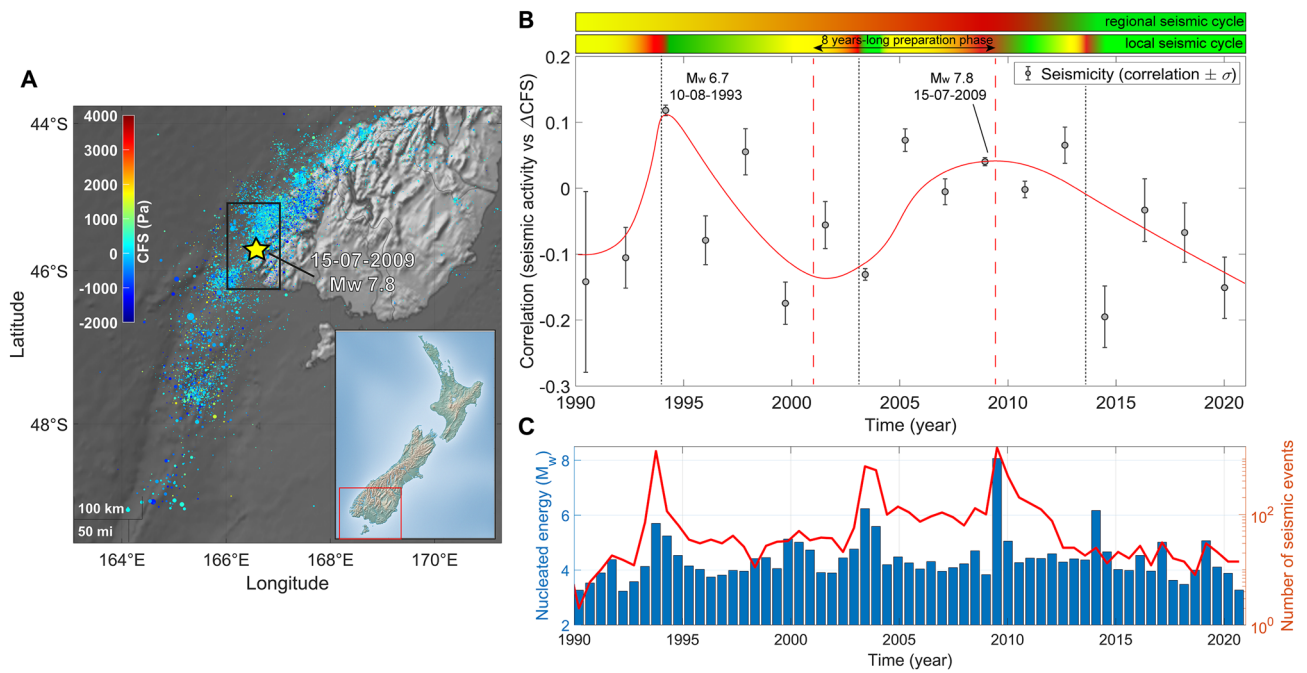 A
44°S
46°S
48°S
Latitude
4000
3000
2000
1000
0
-1000
-2000
CFS (Pa)
15-07-2009
Mw 7.8
100 km
50 mi
164°E
166°E
168°E
170°E
Longitude
B
regional seismic cycle
local seismic cycle
8 years-long preparation phase
0.2
0.1
0
-0.1
-0.2
-0.3
Correlation (seismic activity vs ΔCFS)
Mw 6.7
10-08-1993
Mw 7.8
15-07-2009
Seismicity (correlation ± σ)
1990
1995
2000
2005
2010
2015
2020
Time (year)
C
8
6
4
2
Nucleated energy (Mw)
10²
10⁰
Number of seismic events
1990
1995
2000
2005
2010
2015
2020
Time (year)